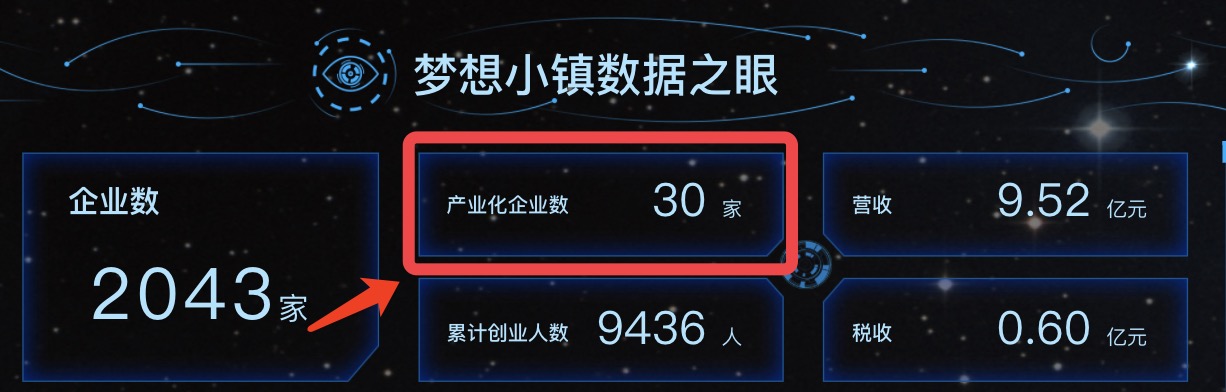 梦想小镇数据之眼
企业数
2043家
产业化企业数 30 家
累计创业人数 9436 人
营收 9.52 亿元
税收 0.60 亿元